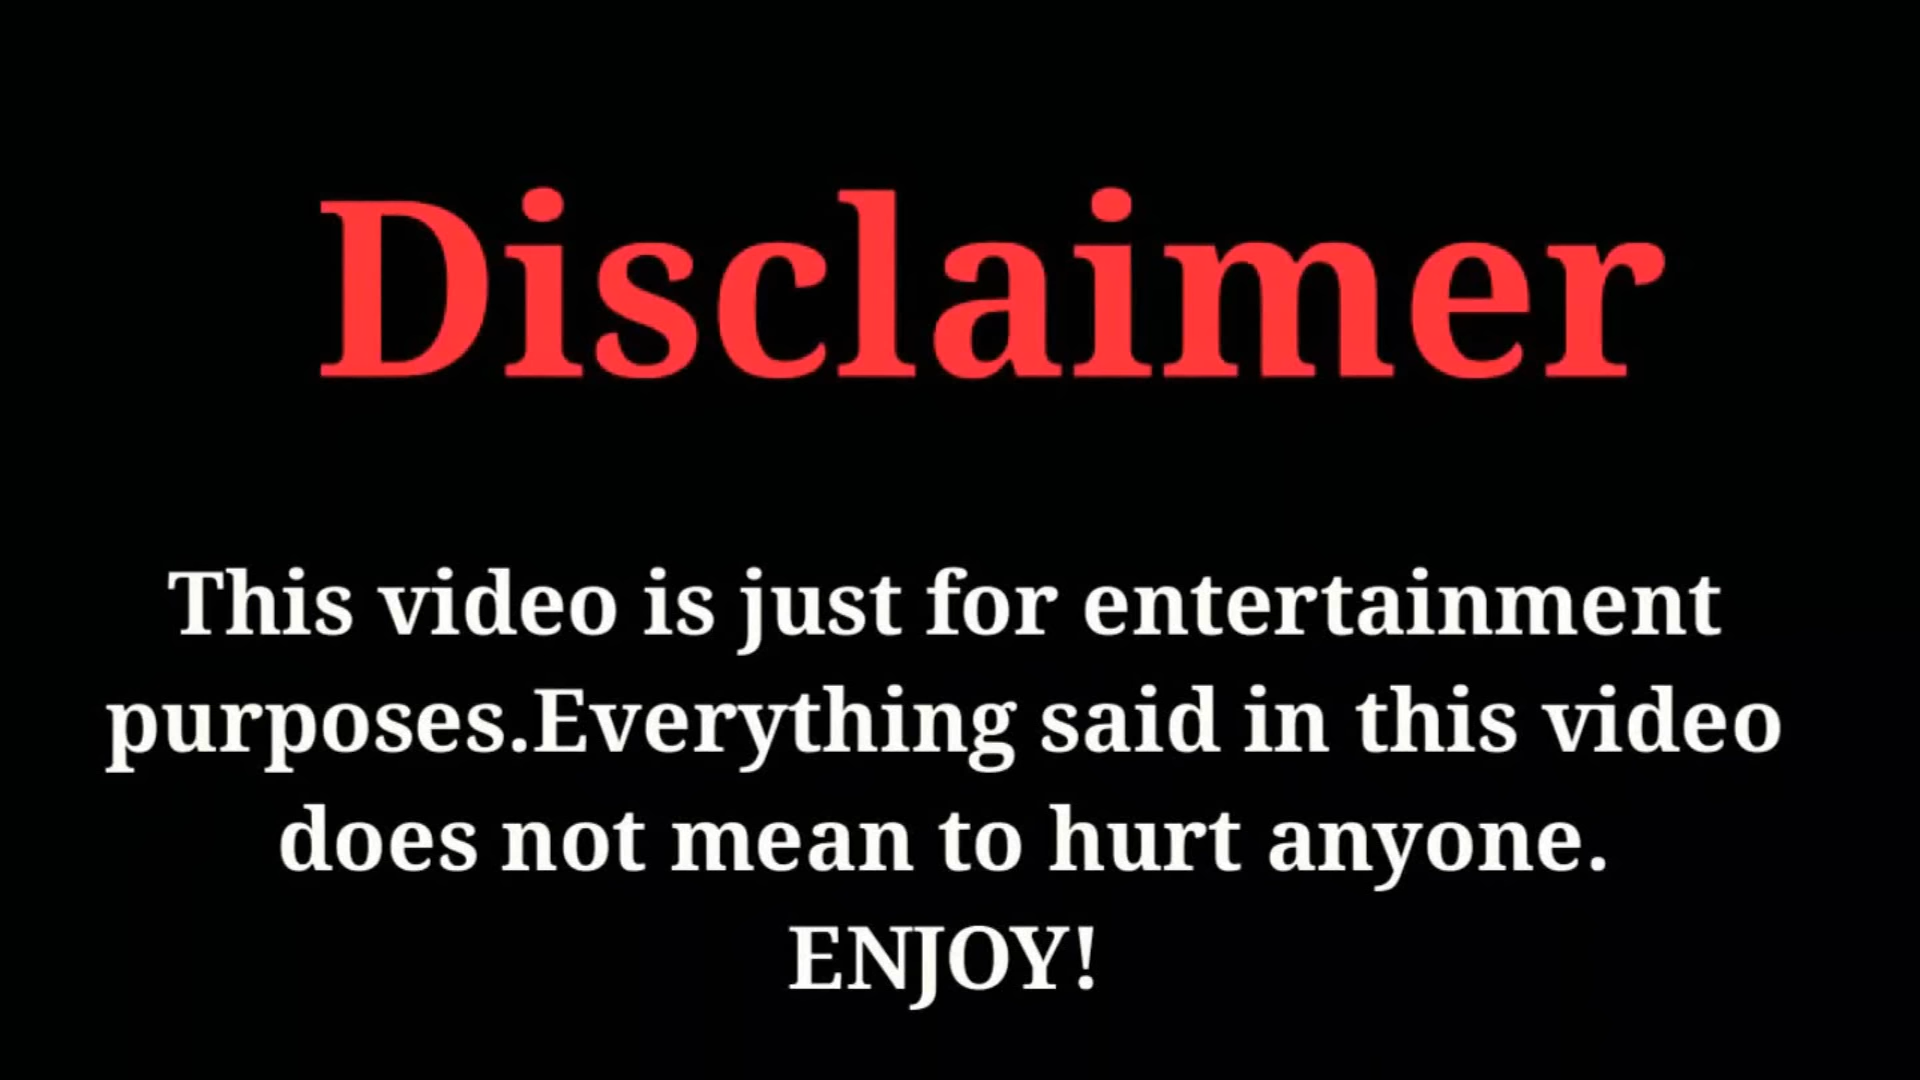 Disclaimer
This video is just for entertainment
purposes.Everything said in this video
does not mean to hurt anyone.
ENJOY!